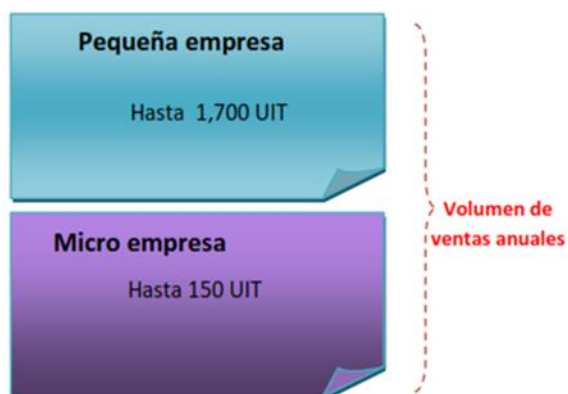 Pequeña empresa
Hasta 1,700 UIT
Micro empresa
Hasta 150 UIT
Volumen de
ventas anuales